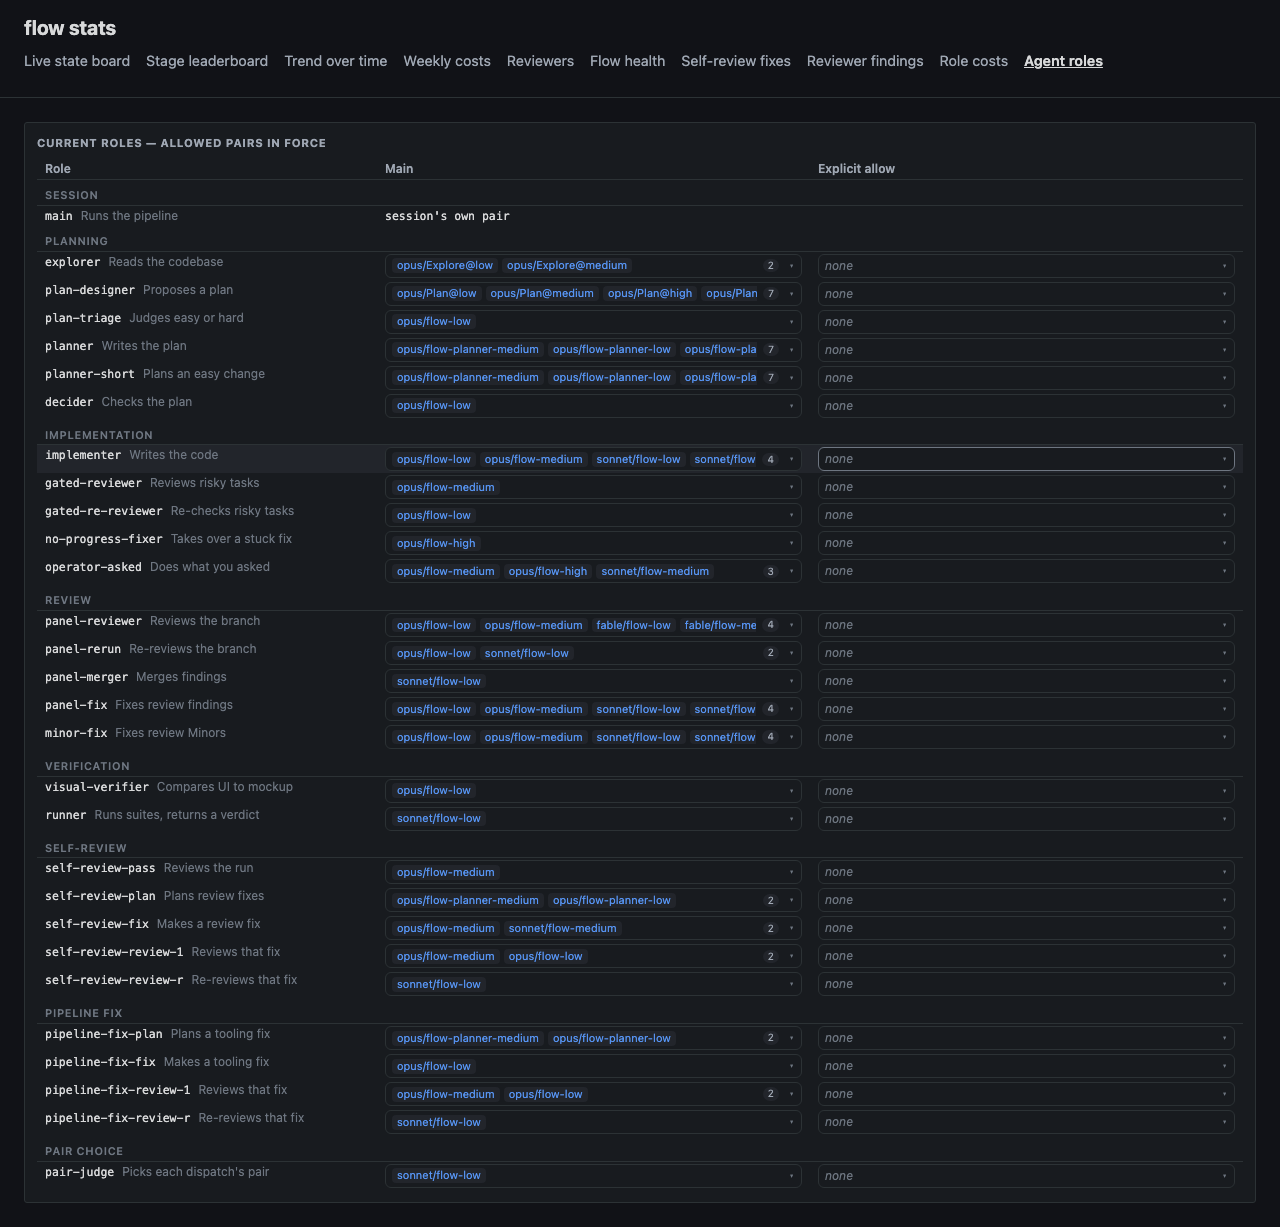 flow stats
Live state board Stage leaderboard Trend over time Weekly costs Reviewers Flow health Self-review fixes Reviewer findings Role costs Agent roles
CURRENT ROLES — ALLOWED PAIRS IN FORCE
Role Main Explicit allow
SESSION
main Runs the pipeline session's own pair
PLANNING
explorer Reads the codebase opus/Explore@low opus/Explore@medium 2 none
plan-designer Proposes a plan opus/Plan@low opus/Plan@medium opus/Plan@high opus/Plan 7 none
plan-triage Judges easy or hard opus/flow-low none
planner Writes the plan opus/flow-planner-medium opus/flow-planner-low opus/flow-pla 7 none
planner-short Plans an easy change opus/flow-planner-medium opus/flow-planner-low opus/flow-pla 7 none
decider Checks the plan opus/flow-low none
IMPLEMENTATION
implementer Writes the code opus/flow-low opus/flow-medium sonnet/flow-low sonnet/flow 4 none
gated-reviewer Reviews risky tasks opus/flow-medium none
gated-re-reviewer Re-checks risky tasks opus/flow-low none
no-progress-fixer Takes over a stuck fix opus/flow-high none
operator-asked Does what you asked opus/flow-medium opus/flow-high sonnet/flow-medium 3 none
REVIEW
panel-reviewer Reviews the branch opus/flow-low opus/flow-medium fable/flow-low fable/flow-me 4 none
panel-rerun Re-reviews the branch opus/flow-low sonnet/flow-low 2 none
panel-merger Merges findings sonnet/flow-low none
panel-fix Fixes review findings opus/flow-low opus/flow-medium sonnet/flow-low sonnet/flow 4 none
minor-fix Fixes review Minors opus/flow-low opus/flow-medium sonnet/flow-low sonnet/flow 4 none
VERIFICATION
visual-verifier Compares UI to mockup opus/flow-low none
runner Runs suites, returns a verdict sonnet/flow-low none
SELF-REVIEW
self-review-pass Reviews the run opus/flow-medium none
self-review-plan Plans review fixes opus/flow-planner-medium opus/flow-planner-low 2 none
self-review-fix Makes a review fix opus/flow-medium sonnet/flow-medium 2 none
self-review-review-1 Reviews that fix opus/flow-medium opus/flow-low 2 none
self-review-review-r Re-reviews that fix sonnet/flow-low none
PIPELINE FIX
pipeline-fix-plan Plans a tooling fix opus/flow-planner-medium opus/flow-planner-low 2 none
pipeline-fix-fix Makes a tooling fix opus/flow-low none
pipeline-fix-review-1 Reviews that fix opus/flow-medium opus/flow-low 2 none
pipeline-fix-review-r Re-reviews that fix sonnet/flow-low none
PAIR CHOICE
pair-judge Picks each dispatch's pair sonnet/flow-low none